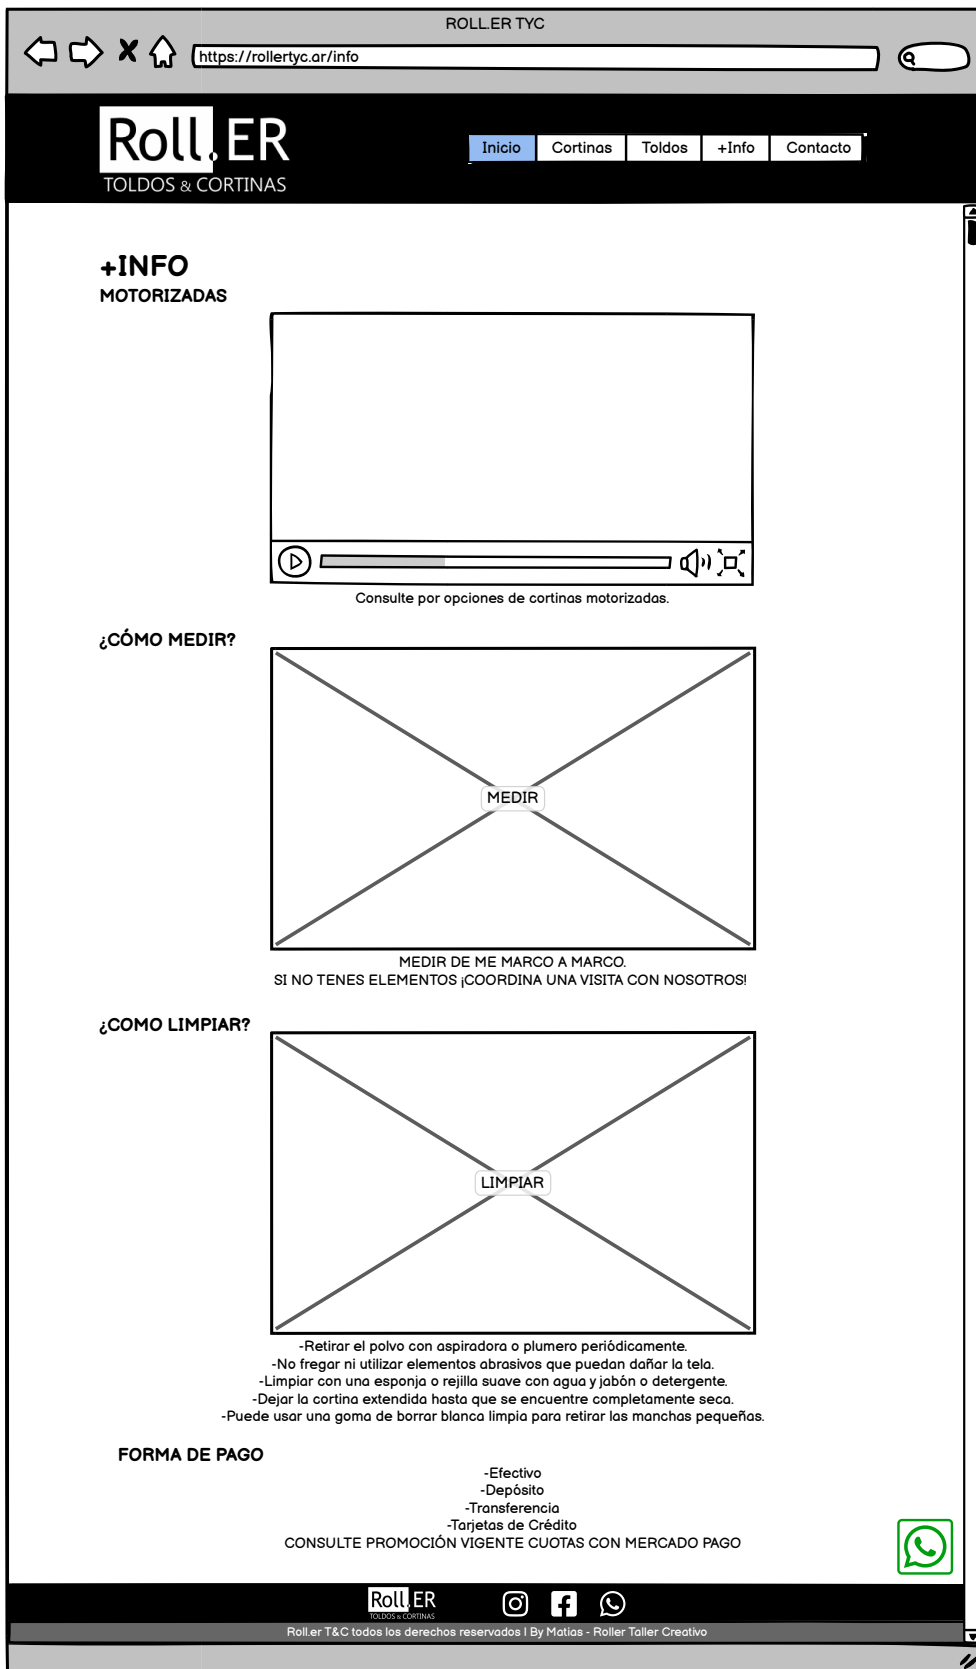 ROLL.ER TYC
https://rollertyc.ar/info
Roll.ER
TOLDOS & CORTINAS
Inicio Cortinas Toldos +Info Contacto
+INFO
MOTORIZADAS
Consulte por opciones de cortinas motorizadas.
¿CÓMO MEDIR?
MEDIR
MEDIR DE ME MARCO A MARCO.
SI NO TENES ELEMENTOS ¡COORDINA UNA VISITA CON NOSOTROS!
¿COMO LIMPIAR?
LIMPIAR
-Retirar el polvo con aspiradora o plumero periódicamente.
-No fregar ni utilizar elementos abrasivos que puedan dañar la tela.
-Limpiar con una esponja o rejilla suave con agua y jabón o detergente.
-Dejar la cortina extendida hasta que se encuentre completamente seca.
-Puede usar una goma de borrar blanca limpia para retirar las manchas pequeñas.
FORMA DE PAGO
-Efectivo
-Depósito
-Transferencia
-Tarjetas de Crédito
CONSULTE PROMOCIÓN VIGENTE CUOTAS CON MERCADO PAGO
Roll.ER
TOLDOS & CORTINAS
Roll.er T&C todos los derechos reservados I By Matias - Roller Taller Creativo